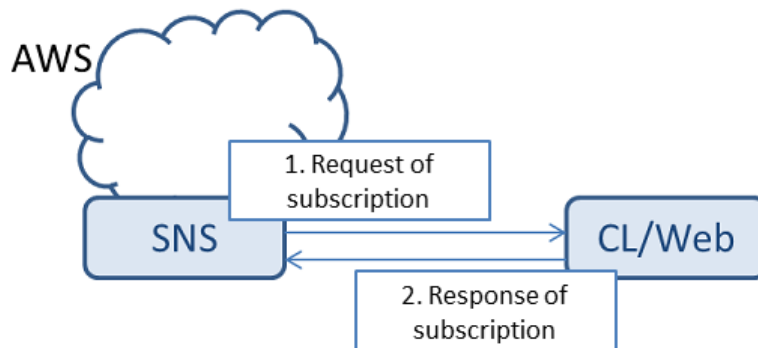 AWS
1. Request of
subscription
SNS
CL/Web
2. Response of
subscription